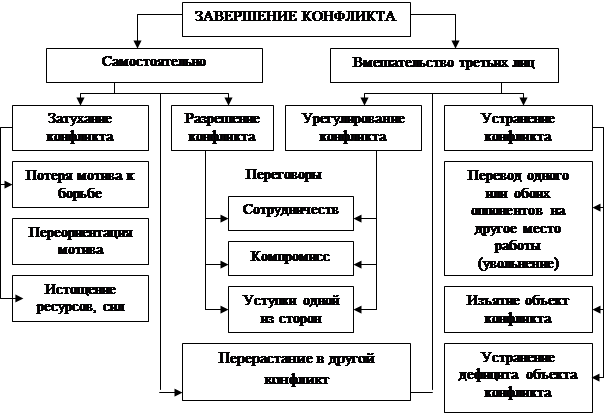 ЗАВЕРШЕНИЕ КОНФЛИКТА
Самостоятельно
Вмешательство третьих лиц
Затухание
конфликта
Разрешение
конфликта
Урегулирование
конфликта
Устранение
конфликта
Потеря мотива к
борьбе
Переориентация
мотива
Истощение
ресурсов, сил
Переговоры
Сотрудничеств
Компромисс
Уступки одной
из сторон
Перерастание в другой
конфликт
Перевод одного
или обоих
оппонентов на
другое место
работы
(увольнение)
Изъятие объект
конфликта
Устранение
дефицита объекта
конфликта